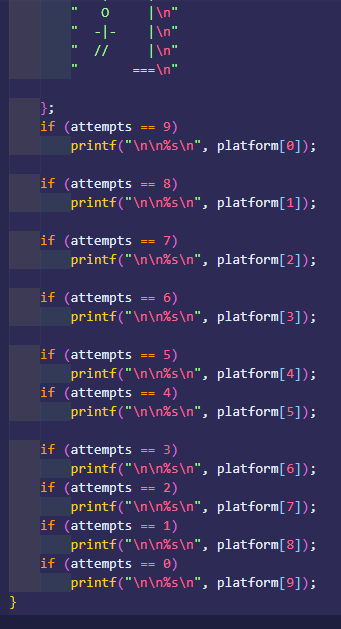 "   O     |\n"
"  -|-    |\n"
"  //     |\n"
"       ===\n"
};
if (attempts == 9)
printf("\n\n%s\n", platform[0]);
if (attempts == 8)
printf("\n\n%s\n", platform[1]);
if (attempts == 7)
printf("\n\n%s\n", platform[2]);
if (attempts == 6)
printf("\n\n%s\n", platform[3]);
if (attempts == 5)
printf("\n\n%s\n", platform[4]);
if (attempts == 4)
printf("\n\n%s\n", platform[5]);
if (attempts == 3)
printf("\n\n%s\n", platform[6]);
if (attempts == 2)
printf("\n\n%s\n", platform[7]);
if (attempts == 1)
printf("\n\n%s\n", platform[8]);
if (attempts == 0)
printf("\n\n%s\n", platform[9]);
}